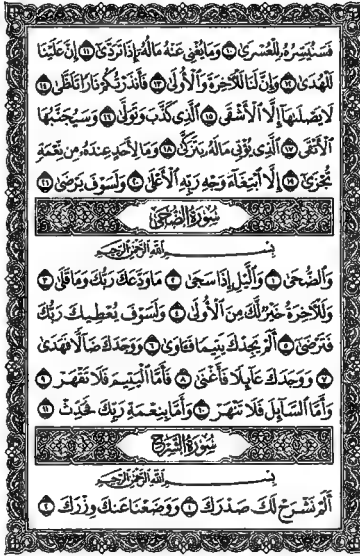 فَسَنُيَسِّرُهُۥ لِلْعُسْرَىٰ ١٠ وَمَا يُغْنِى عَنْهُ مَالُهُۥٓ إِذَا تَرَدَّىٰٓ ١١ إِنَّ عَلَيْنَا
لَلْهُدَىٰ ١٢ وَإِنَّ لَنَا لَلْءَاخِرَةَ وَٱلْأُولَىٰ ١٣ فَأَنذَرْتُكُمْ نَارًا تَلَظَّىٰ ١٤
لَا يَصْلَىٰهَآ إِلَّا ٱلْأَشْقَى ١٥ ٱلَّذِى كَذَّبَ وَتَوَلَّىٰ ١٦ وَسَيُجَنَّبُهَا
ٱلْأَتْقَى ١٧ ٱلَّذِى يُؤْتِى مَالَهُۥ يَتَزَكَّىٰ ١٨ وَمَا لِأَحَدٍ عِندَهُۥ مِن نِّعْمَةٍ
تُجْزَىٰٓ ١٩ إِلَّا ٱبْتِغَآءَ وَجْهِ رَبِّهِ ٱلْأَعْلَىٰ ٢٠ وَلَسَوْفَ يَرْضَىٰ ٢١
سُورَةُ الضُّحَىٰ
بِسْمِ ٱللَّهِ ٱلرَّحْمَٰنِ ٱلرَّحِيمِ
وَٱلضُّحَىٰ ١ وَٱلَّيْلِ إِذَا سَجَىٰ ٢ مَا وَدَّعَكَ رَبُّكَ وَمَا قَلَىٰ ٣
وَلَلْءَاخِرَةُ خَيْرٌ لَّكَ مِنَ ٱلْأُولَىٰ ٤ وَلَسَوْفَ يُعْطِيكَ رَبُّكَ
فَتَرْضَىٰٓ ٥ أَلَمْ يَجِدْكَ يَتِيمًا فَـَٔاوَىٰ ٦ وَوَجَدَكَ ضَآلًّا فَهَدَىٰ
٧ وَوَجَدَكَ عَآئِلًا فَأَغْنَىٰ ٨ فَأَمَّا ٱلْيَتِيمَ فَلَا تَقْهَرْ ٩
وَأَمَّا ٱلسَّآئِلَ فَلَا تَنْهَرْ ١٠ وَأَمَّا بِنِعْمَةِ رَبِّكَ فَحَدِّثْ ١١
سُورَةُ الشَّرْحِ
بِسْمِ ٱللَّهِ ٱلرَّحْمَٰنِ ٱلرَّحِيمِ
أَلَمْ نَشْرَحْ لَكَ صَدْرَكَ ١ وَوَضَعْنَا عَنكَ وِزْرَكَ ٢